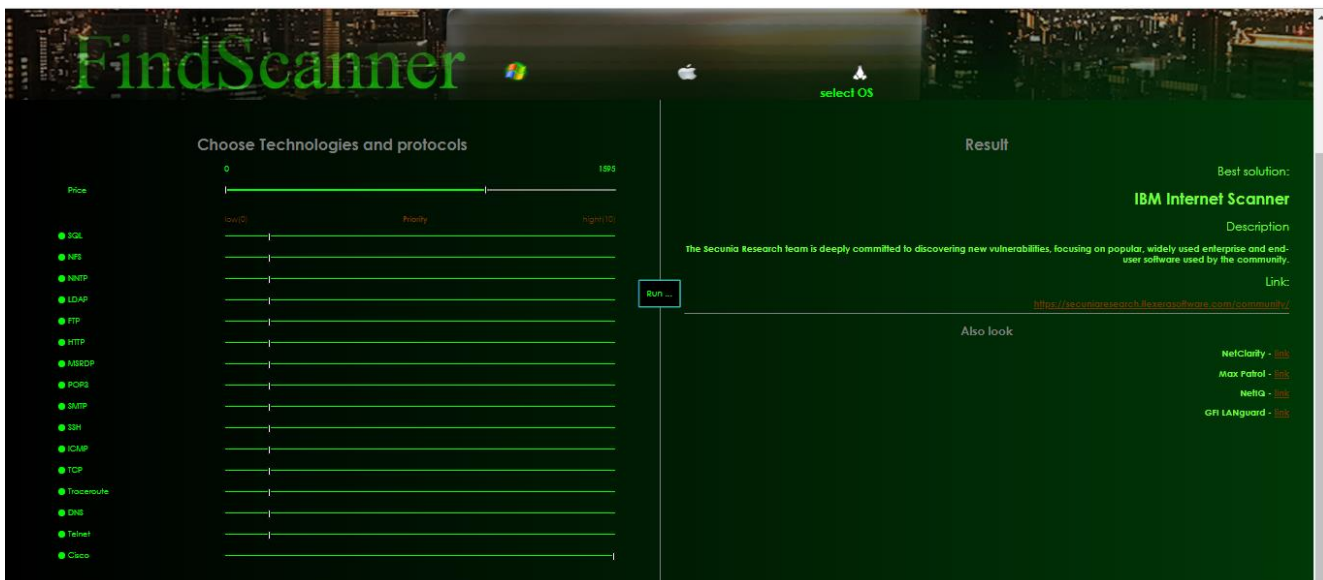 FindScanner
select OS
Choose Technologies and protocols
0 1595
Price
low(0) Priority hight(10)
SQL
NFS
NNTP
LDAP
FTP
HTTP
MSRDP
POP3
SMTP
SSH
ICMP
TCP
Traceroute
DNS
Telnet
Cisco
Run ...
Result
Best solution:
IBM Internet Scanner
Description
The Secunia Research team is deeply committed to discovering new vulnerabilities, focusing on popular, widely used enterprise and end-
user software used by the community.
Link:
https://secuniaresearch.flexerasoftware.com/community/
Also look
NetClarity - link
Max Patrol - link
NetIQ - link
GFI LANguard - link